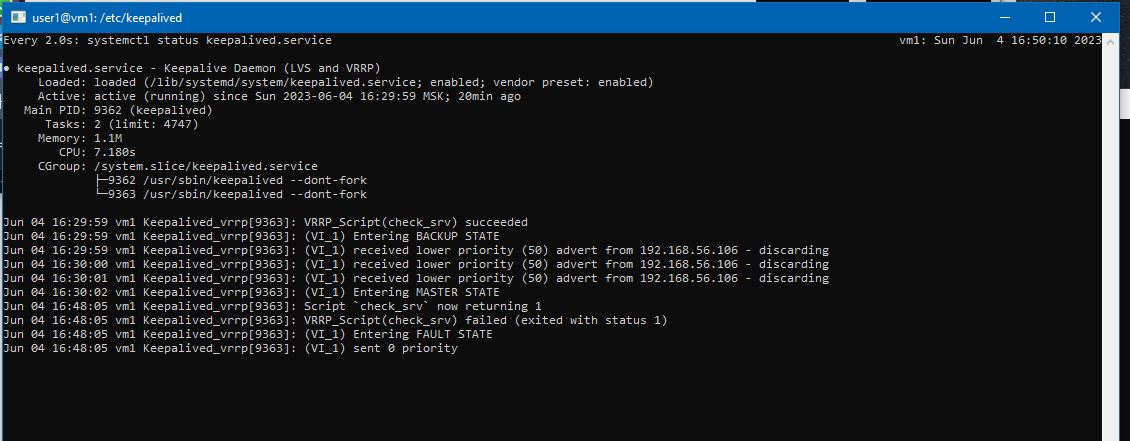 user1@vm1: /etc/keepalived
Every 2.0s: systemctl status keepalived.service vm1: Sun Jun  4 16:50:10 2023
● keepalived.service - Keepalive Daemon (LVS and VRRP)
Loaded: loaded (/lib/systemd/system/keepalived.service; enabled; vendor preset: enabled)
Active: active (running) since Sun 2023-06-04 16:29:59 MSK; 20min ago
Main PID: 9362 (keepalived)
Tasks: 2 (limit: 4747)
Memory: 1.1M
CPU: 7.180s
CGroup: /system.slice/keepalived.service
├─9362 /usr/sbin/keepalived --dont-fork
└─9363 /usr/sbin/keepalived --dont-fork
Jun 04 16:29:59 vm1 Keepalived_vrrp[9363]: VRRP_Script(check_srv) succeeded
Jun 04 16:29:59 vm1 Keepalived_vrrp[9363]: (VI_1) Entering BACKUP STATE
Jun 04 16:29:59 vm1 Keepalived_vrrp[9363]: (VI_1) received lower priority (50) advert from 192.168.56.106 - discarding
Jun 04 16:30:00 vm1 Keepalived_vrrp[9363]: (VI_1) received lower priority (50) advert from 192.168.56.106 - discarding
Jun 04 16:30:01 vm1 Keepalived_vrrp[9363]: (VI_1) received lower priority (50) advert from 192.168.56.106 - discarding
Jun 04 16:30:02 vm1 Keepalived_vrrp[9363]: (VI_1) Entering MASTER STATE
Jun 04 16:48:05 vm1 Keepalived_vrrp[9363]: Script `check_srv` now returning 1
Jun 04 16:48:05 vm1 Keepalived_vrrp[9363]: VRRP_Script(check_srv) failed (exited with status 1)
Jun 04 16:48:05 vm1 Keepalived_vrrp[9363]: (VI_1) Entering FAULT STATE
Jun 04 16:48:05 vm1 Keepalived_vrrp[9363]: (VI_1) sent 0 priority